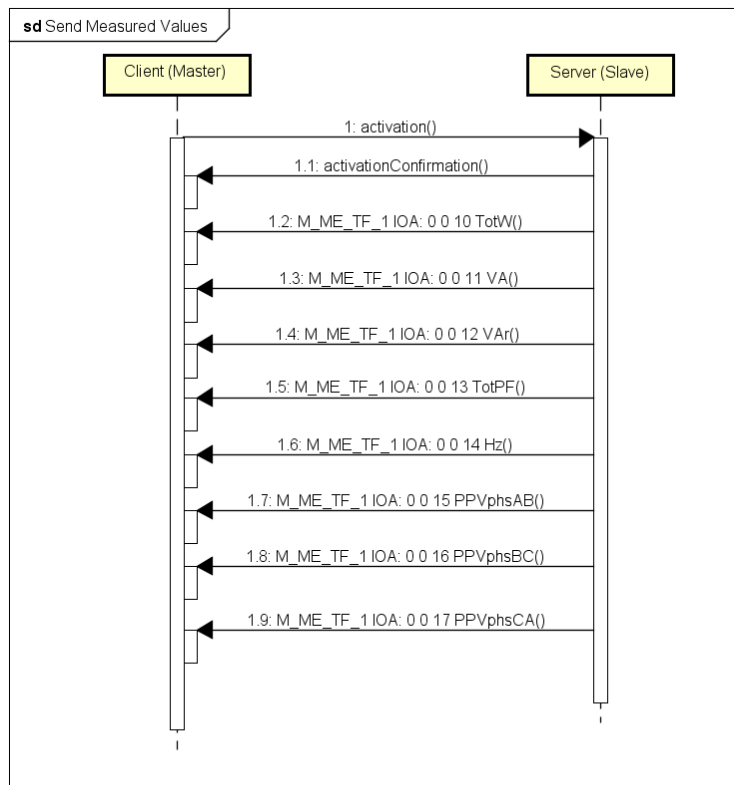 sd Send Measured Values
Client (Master)
Server (Slave)
1: activation()
1.1: activationConfirmation()
1.2: M_ME_TF_1 IOA: 0 0 10 TotW()
1.3: M_ME_TF_1 IOA: 0 0 11 VA()
1.4: M_ME_TF_1 IOA: 0 0 12 VAr()
1.5: M_ME_TF_1 IOA: 0 0 13 TotPF()
1.6: M_ME_TF_1 IOA: 0 0 14 Hz()
1.7: M_ME_TF_1 IOA: 0 0 15 PPVphsAB()
1.8: M_ME_TF_1 IOA: 0 0 16 PPVphsBC()
1.9: M_ME_TF_1 IOA: 0 0 17 PPVphsCA()